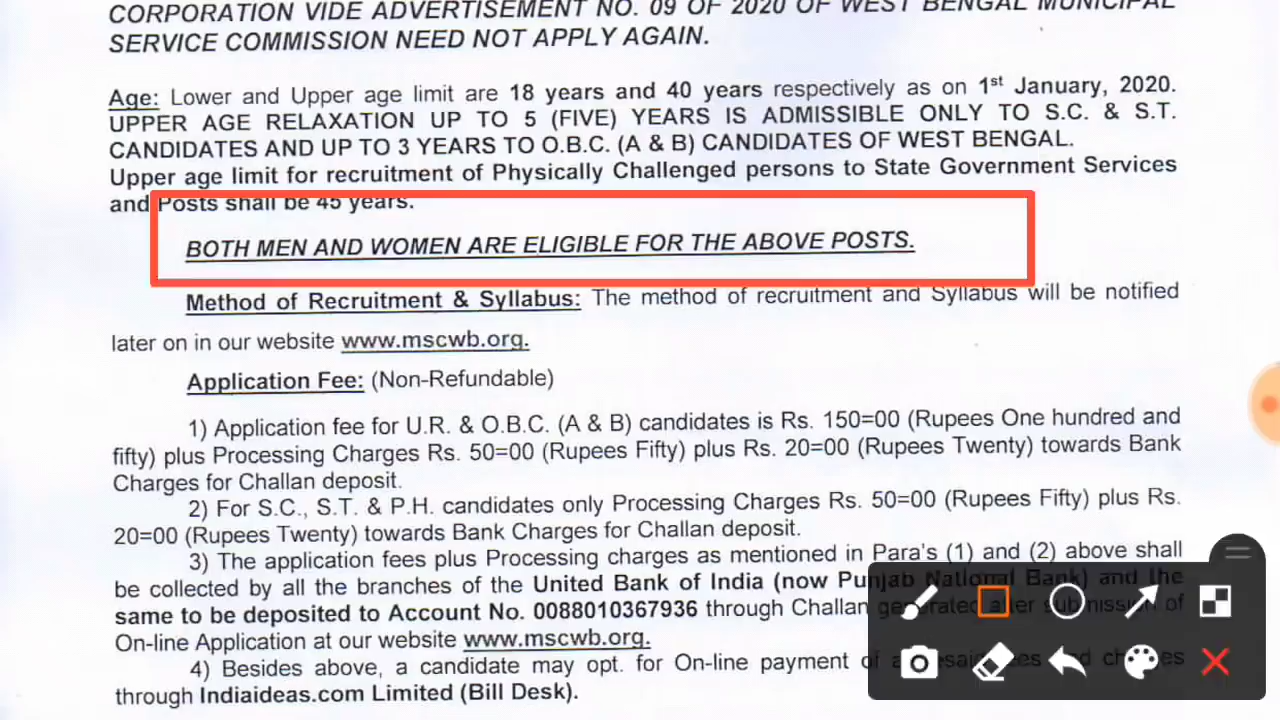 CORPORATION VIDE ADVERTISEMENT NO. 09 OF 2020 OF WEST BENGAL MUNICIPAL
SERVICE COMMISSION NEED NOT APPLY AGAIN.
Age: Lower and Upper age limit are 18 years and 40 years respectively as on 1st January, 2020.
UPPER AGE RELAXATION UP TO 5 (FIVE) YEARS IS ADMISSIBLE ONLY TO S.C. & S.T.
CANDIDATES AND UP TO 3 YEARS TO O.B.C. (A & B) CANDIDATES OF WEST BENGAL.
Upper age limit for recruitment of Physically Challenged persons to State Government Services
and Posts shall be 45 years.
BOTH MEN AND WOMEN ARE ELIGIBLE FOR THE ABOVE POSTS.
Method of Recruitment & Syllabus: The method of recruitment and Syllabus will be notified
later on in our website www.mscwb.org.
Application Fee: (Non-Refundable)
1) Application fee for U.R. & O.B.C. (A & B) candidates is Rs. 150=00 (Rupees One hundred and
fifty) plus Processing Charges Rs. 50=00 (Rupees Fifty) plus Rs. 20=00 (Rupees Twenty) towards Bank
Charges for Challan deposit.
2) For S.C., S.T. & P.H. candidates only Processing Charges Rs. 50=00 (Rupees Fifty) plus Rs.
20=00 (Rupees Twenty) towards Bank Charges for Challan deposit.
3) The application fees plus Processing charges as mentioned in Para's (1) and (2) above shall
be collected by all the branches of the United Bank of India (now Punjab National Bank) and the
same to be deposited to Account No. 0088010367936 through Challan generated after submission of
On-line Application at our website www.mscwb.org.
4) Besides above, a candidate may opt. for On-line payment of
through Indiaideas.com Limited (Bill Desk).